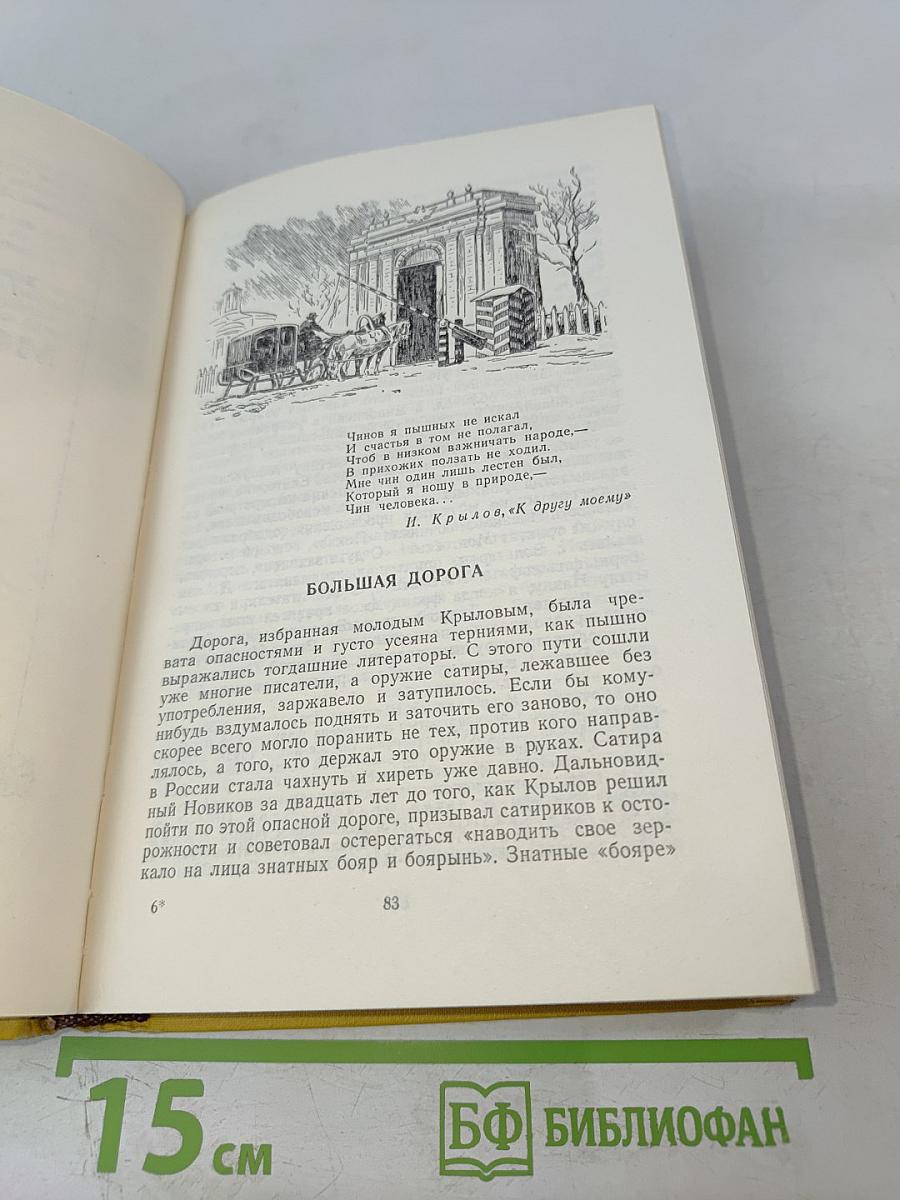 Чинов я пышных не искал
И счастья в том не полагал,
Чтоб в низком важничать народе,—
В прихожих ползать не ходил.
Мне чин один лишь лестен был,
Который я ношу в природе,—
Чин человека...
И. Крылов, «К другу моему»
БОЛЬШАЯ ДОРОГА
Дорога, избранная молодым Крыловым, была чре-
вата опасностями и густо усеяна терниями, как пышно
выражались тогдашние литераторы. С этого пути сошли
уже многие писатели, а оружие сатиры, лежавшее без
употребления, заржавело и затупилось. Если бы кому-
нибудь вздумалось поднять и заточить его заново, то оно
скорее всего могло поранить не тех, против кого направ-
лялось, а того, кто держал это оружие в руках. Сатира
в России стала чахнуть и хиреть уже давно. Дальновид-
ный Новиков за двадцать лет до того, как Крылов решил
пойти по этой опасной дороге, призывал сатириков к осто-
рожности и советовал остерегаться «наводить свое зер-
кало на лица знатных бояр и боярынь». Знатные «бояре»
6*
83
15 см
БФ БИБЛИОФАН